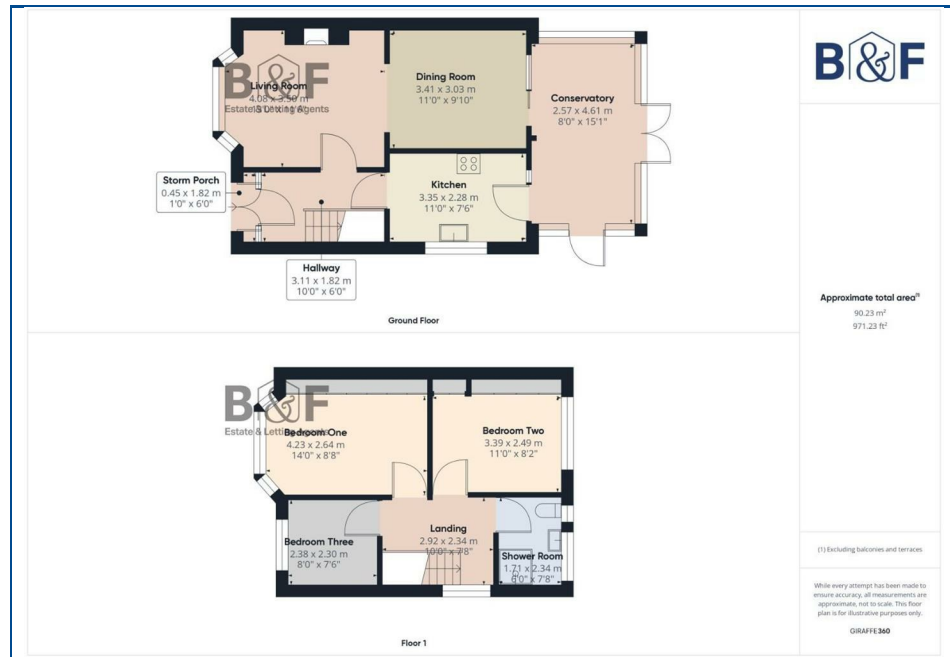 B&F
Estate & Letting Agents
Living Room
4.08 x 3.50 m
13'0" x 11'6"
Dining Room
3.41 x 3.03 m
11'0" x 9'10"
Conservatory
2.57 x 4.61 m
8'0" x 15'1"
Storm Porch
0.45 x 1.82 m
1'0" x 6'0"
Kitchen
3.35 x 2.28 m
11'0" x 7'6"
Hallway
3.11 x 1.82 m
10'0" x 6'0"
Ground Floor
B&F
Estate & Letting Agents
Bedroom One
4.23 x 2.64 m
14'0" x 8'8"
Bedroom Two
3.39 x 2.49 m
11'0" x 8'2"
Bedroom Three
2.38 x 2.30 m
8'0" x 7'6"
Landing
2.92 x 2.34 m
10'0" x 7'8"
Shower Room
1.71 x 2.34 m
6'0" x 7'8"
Floor 1
B&F
Approximate total area(1)
90.23 m²
971.23 ft²
(1) Excluding balconies and terraces
While every attempt has been made to
ensure accuracy, all measurements are
approximate, not to scale. This floor
plan is for illustrative purposes only.
GIRAFFE360